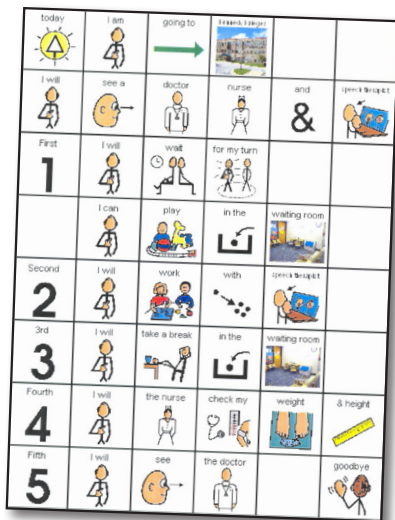 today I am going to Kennedy Krieger
I will see a doctor nurse and speech therapist
&
First I will wait for my turn
1
I can play in the waiting room
Second I will work with speech therapist
2
3rd I will take a break in the waiting room
3
Fourth I will the nurse check my weight & height
4
Fifth I will see the doctor goodbye
5